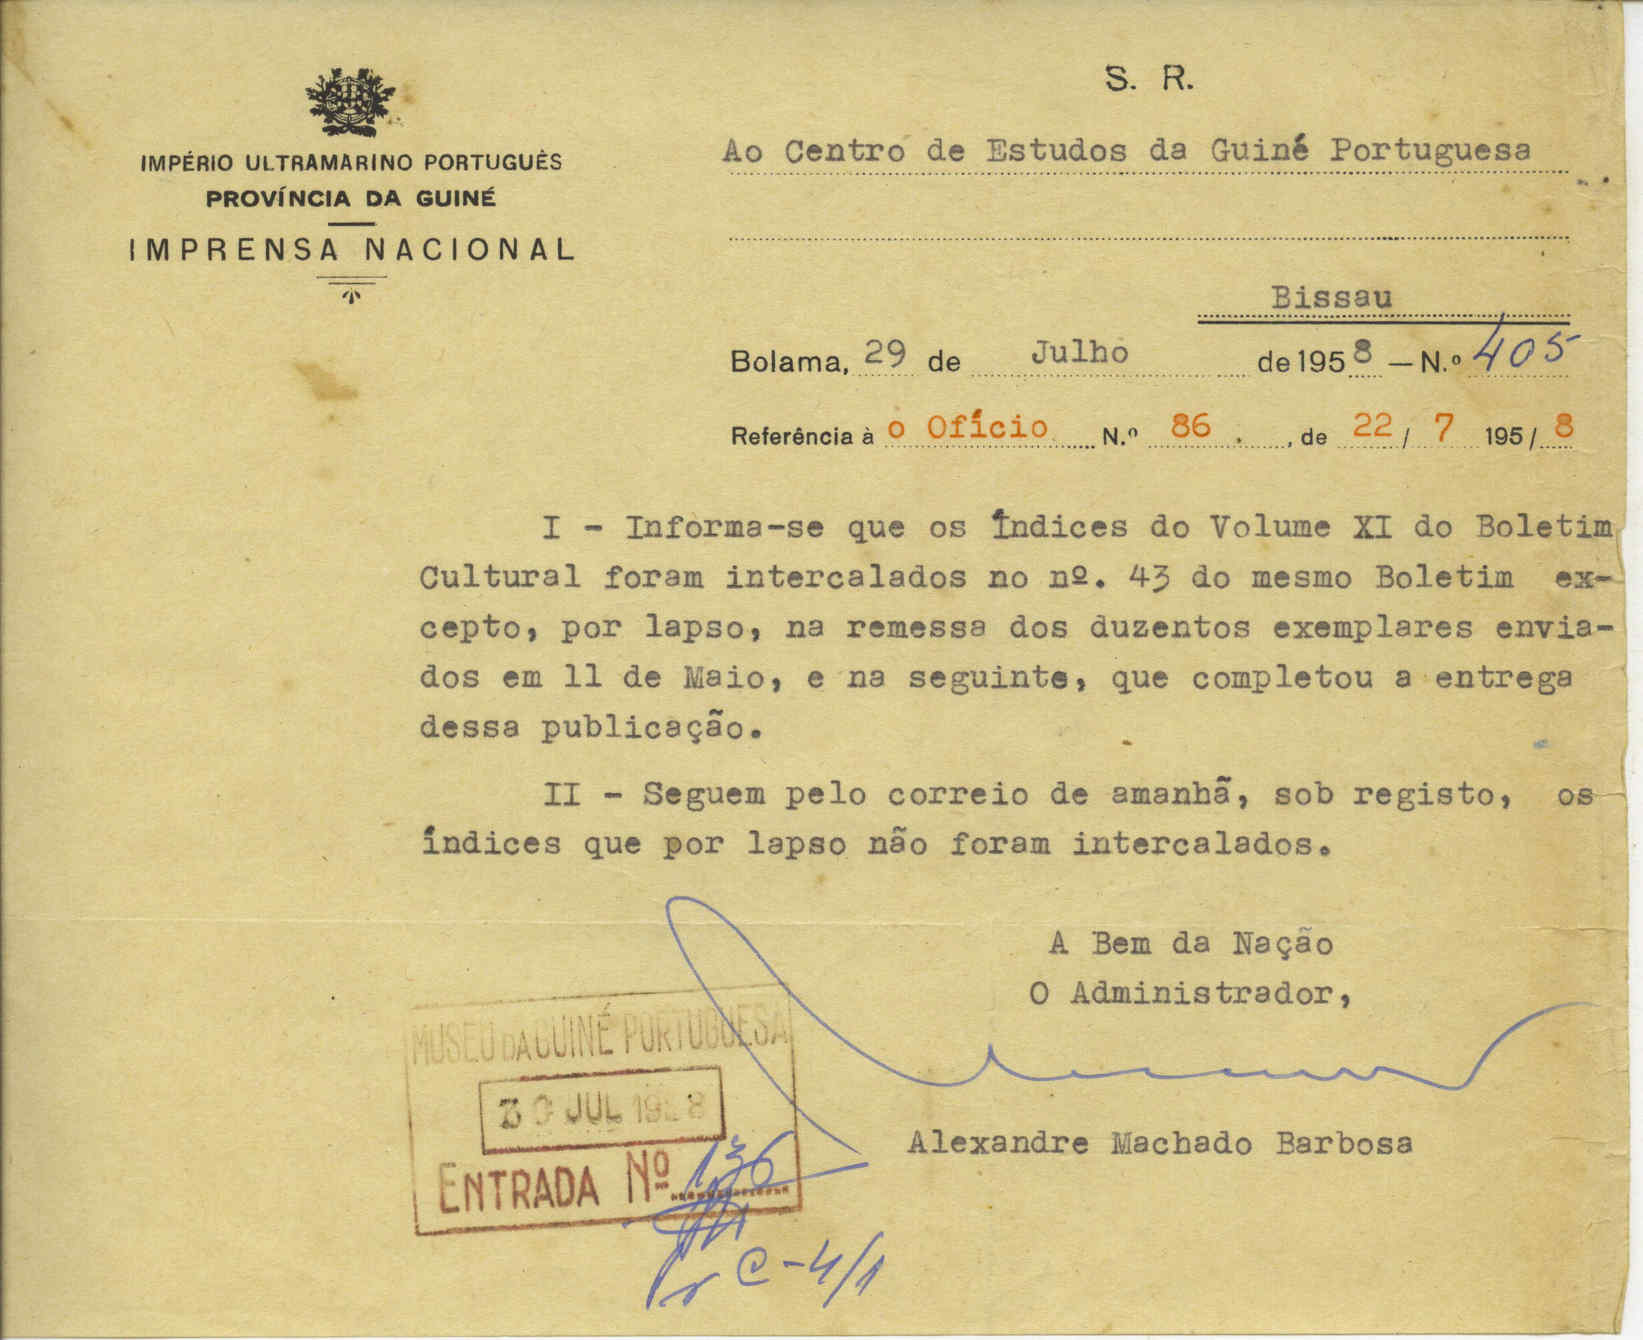 S. R.
IMPÉRIO ULTRAMARINO PORTUGUÊS
PROVÍNCIA DA GUINÉ
IMPRENSA NACIONAL
Ao Centro de Estudos da Guiné Portuguesa
Bissau
Bolama, 29 de Julho de 1958 — N.º 405
Referência à o Ofício N.º 86 . , de 22 / 7 195 / 8
I - Informa-se que os Índices do Volume XI do Boletim
Cultural foram intercalados no nº. 43 do mesmo Boletim ex-
cepto, por lapso, na remessa dos duzentos exemplares envia-
dos em 11 de Maio, e na seguinte, que completou a entrega
dessa publicação.
II - Seguem pelo correio de amanhã, sob registo, os
índices que por lapso não foram intercalados.
A Bem da Nação
O Administrador,
Alexandre Machado Barbosa
MUSEU DA GUINÉ PORTUGUESA
30 JUL 1958
ENTRADA Nº 136
C-4/1